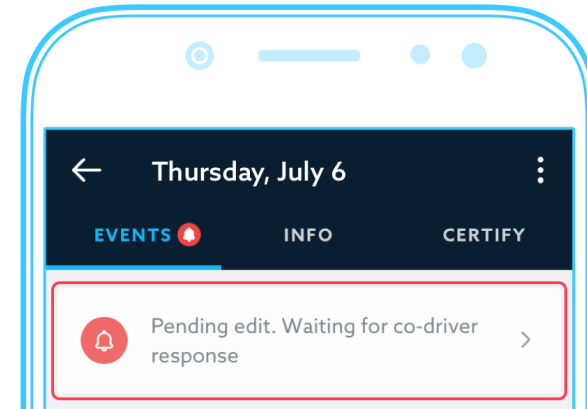 Thursday, July 6
EVENTS INFO CERTIFY
Pending edit. Waiting for co-driver
response